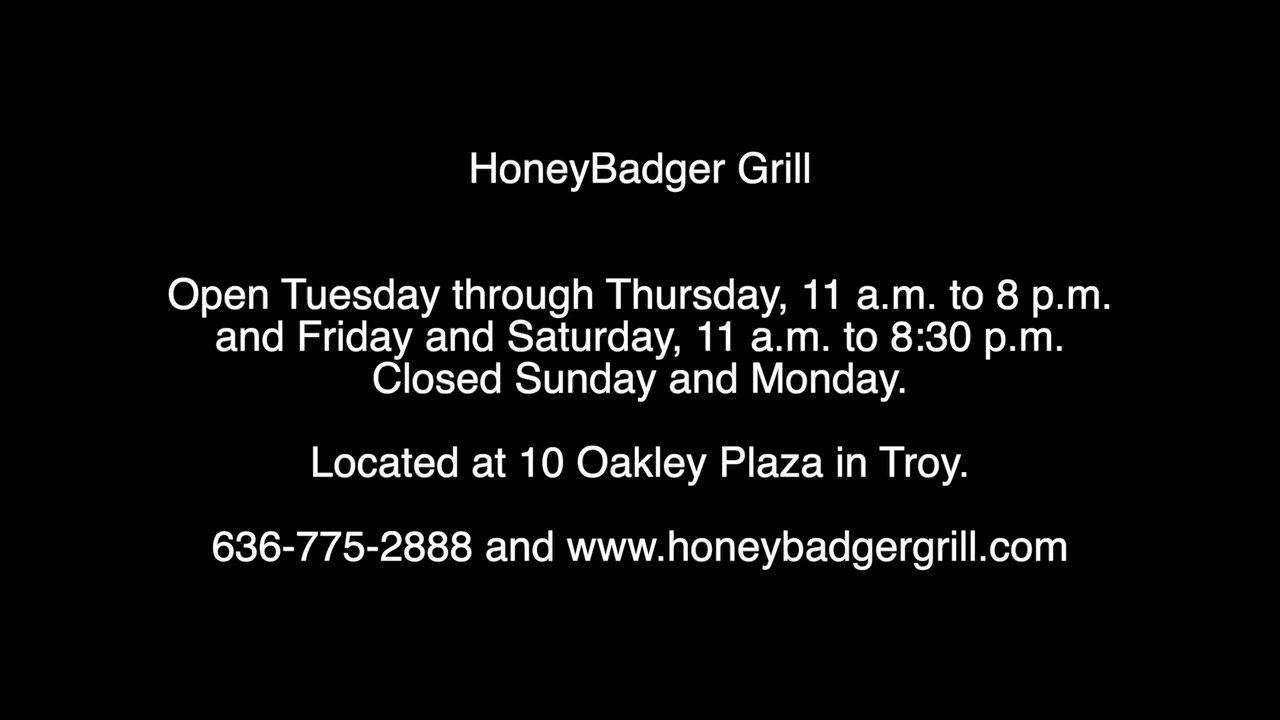 HoneyBadger Grill
Open Tuesday through Thursday, 11 a.m. to 8 p.m.
and Friday and Saturday, 11 a.m. to 8:30 p.m.
Closed Sunday and Monday.
Located at 10 Oakley Plaza in Troy.
636-775-2888 and www.honeybadgergrill.com